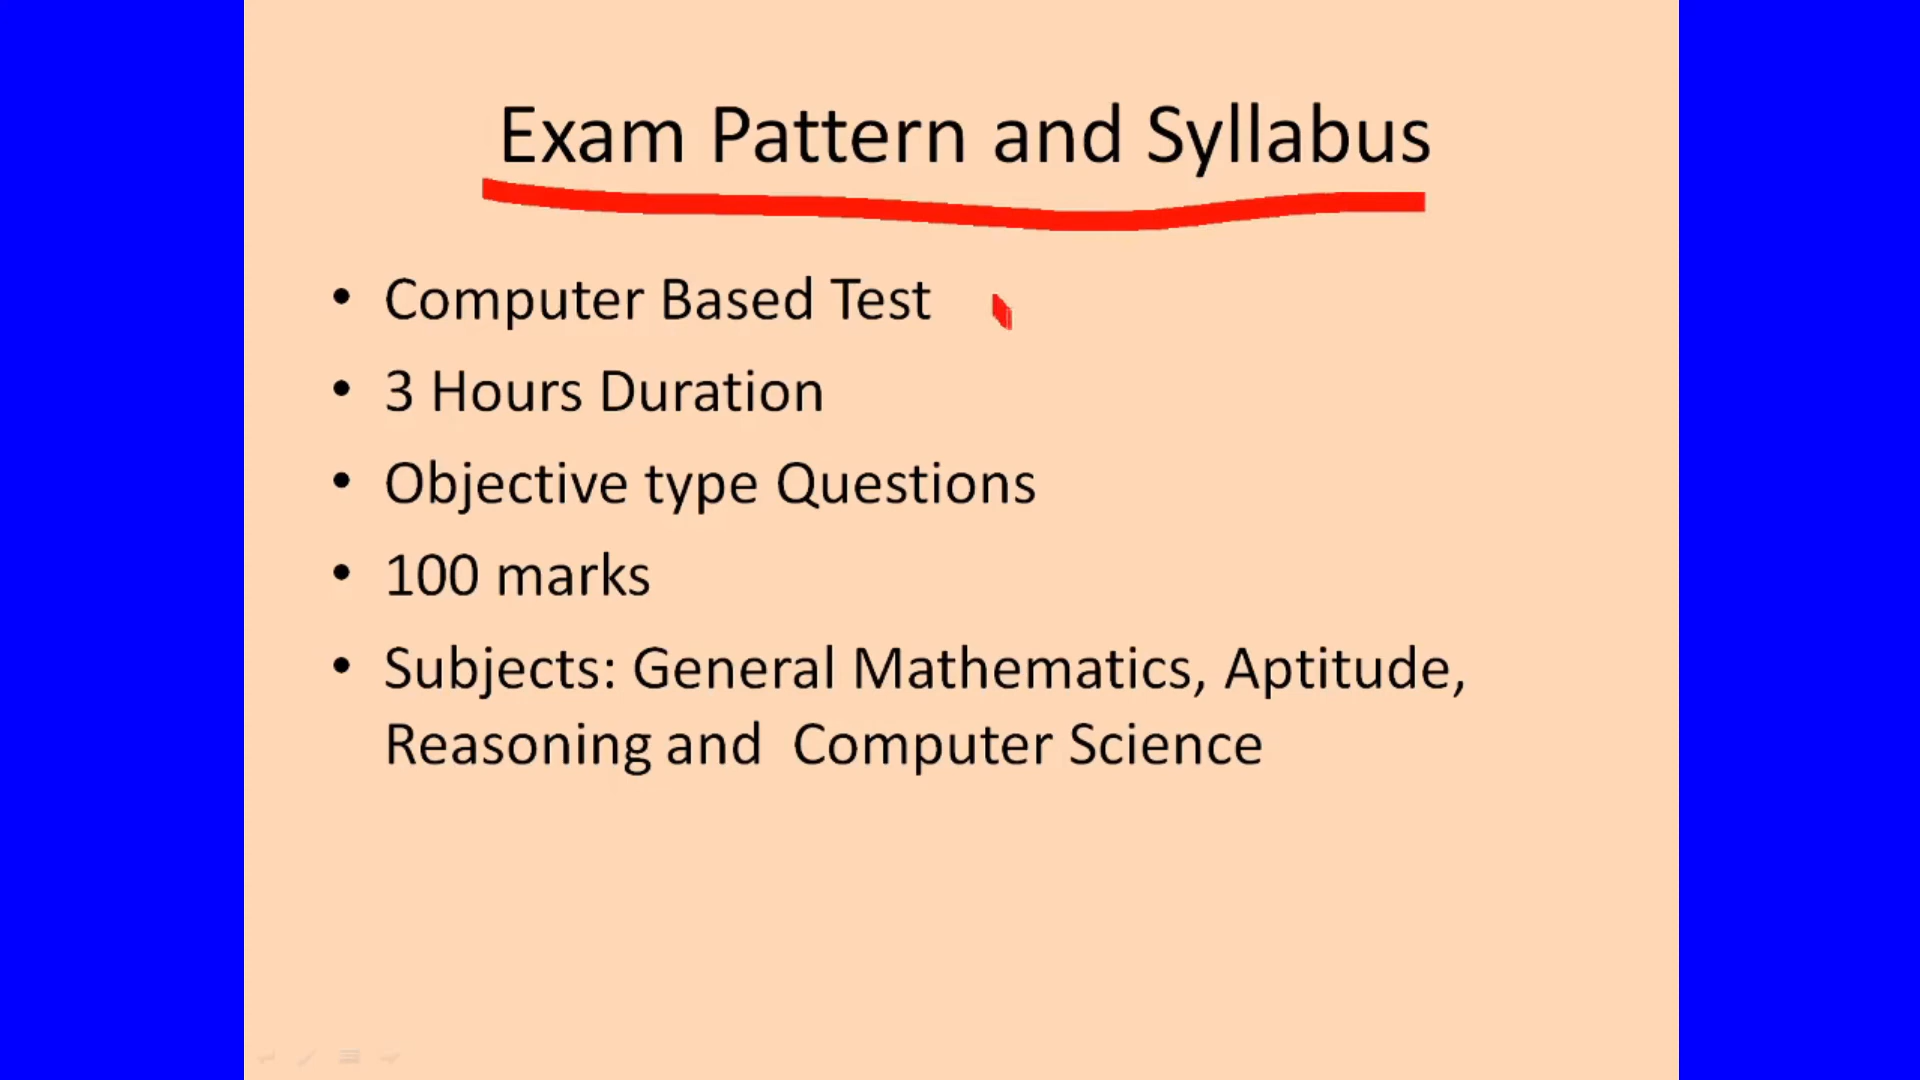 Exam Pattern and Syllabus
• Computer Based Test
• 3 Hours Duration
• Objective type Questions
• 100 marks
• Subjects: General Mathematics, Aptitude,
Reasoning and  Computer Science